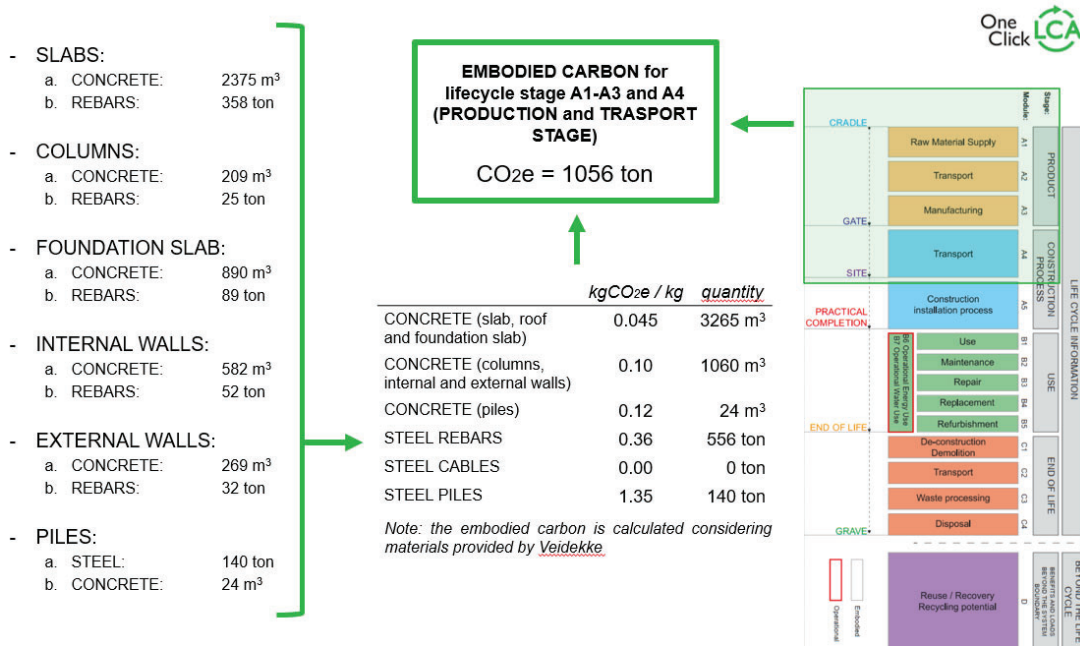 One
Click LCA
- SLABS:
a. CONCRETE: 2375 m³
b. REBARS: 358 ton
- COLUMNS:
a. CONCRETE: 209 m³
b. REBARS: 25 ton
- FOUNDATION SLAB:
a. CONCRETE: 890 m³
b. REBARS: 89 ton
- INTERNAL WALLS:
a. CONCRETE: 582 m³
b. REBARS: 52 ton
- EXTERNAL WALLS:
a. CONCRETE: 269 m³
b. REBARS: 32 ton
- PILES:
a. STEEL: 140 ton
b. CONCRETE: 24 m³
EMBODIED CARBON for
lifecycle stage A1-A3 and A4
(PRODUCTION and TRASPORT
STAGE)
CO2e = 1056 ton
kgCO2e / kg quantity
CONCRETE (slab, roof
and foundation slab) 0.045 3265 m³
CONCRETE (columns,
internal and external walls) 0.10 1060 m³
CONCRETE (piles) 0.12 24 m³
STEEL REBARS 0.36 556 ton
STEEL CABLES 0.00 0 ton
STEEL PILES 1.35 140 ton
Note: the embodied carbon is calculated considering
materials provided by Veidekke
Module: Stage:
CRADLE
Raw Material Supply A1
Transport A2
Manufacturing A3
PRODUCT
GATE
Transport A4
SITE
Construction
installation process A5
CONSTRUCTION
PROCESS
PRACTICAL
COMPLETION
B6 Operational Energy Use
B7 Operational Water Use
Use B1
Maintenance B2
Repair B3
Replacement B4
Refurbishment B5
USE
END OF LIFE
De-construction
Demolition C1
Transport C2
Waste processing C3
Disposal C4
END OF LIFE
GRAVE
LIFE CYCLE INFORMATION
Reuse / Recovery
Recycling potential D
BENEFITS AND LOADS
BEYOND THE SYSTEM
BOUNDARY
BEYOND THE LIFE
CYCLE
Operational
Embodied